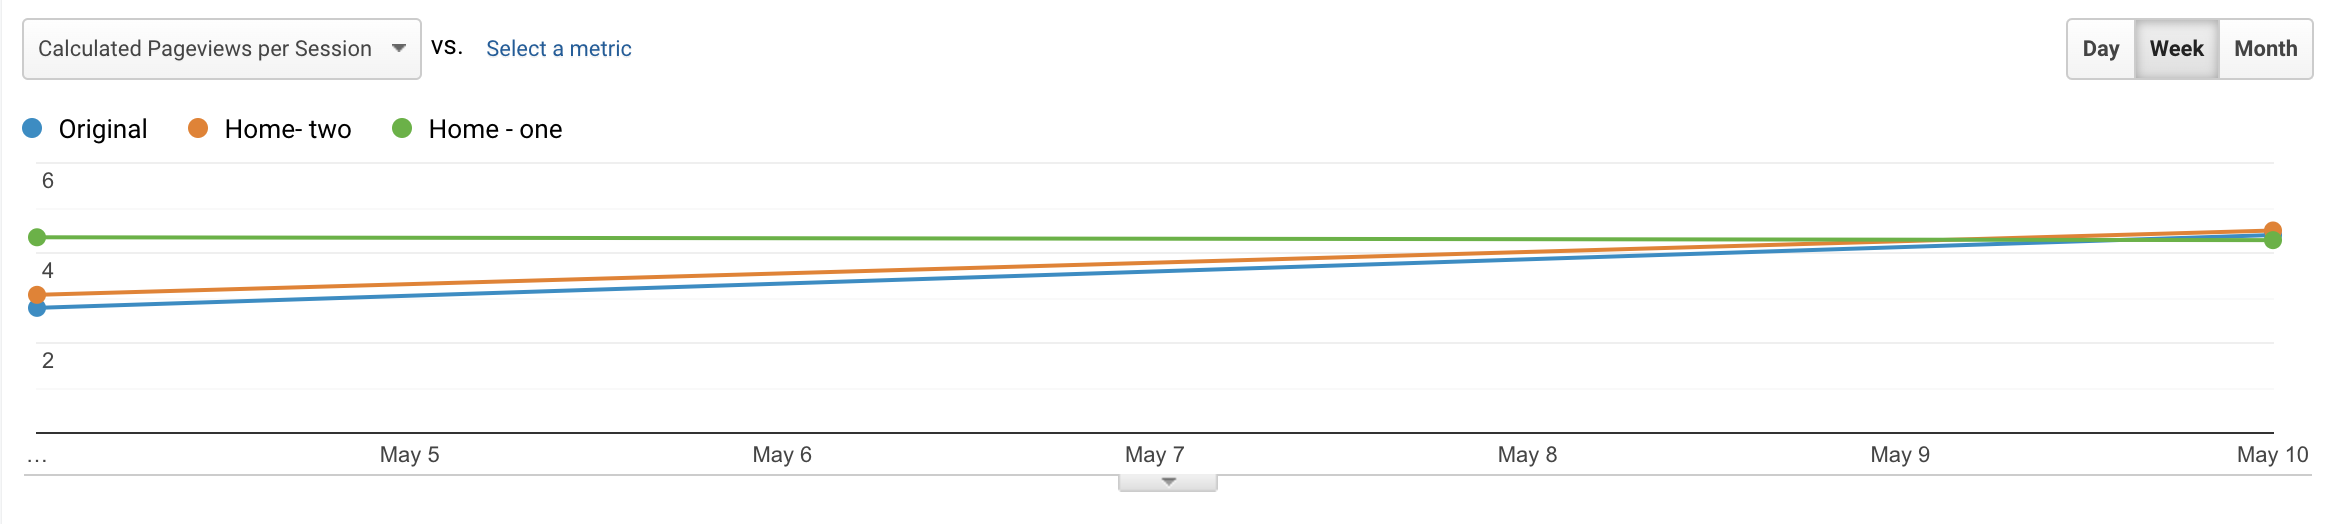 Calculated Pageviews per Session vs. Select a metric Day Week Month
Original Home- two Home - one
6
4
2
... May 5 May 6 May 7 May 8 May 9 May 10